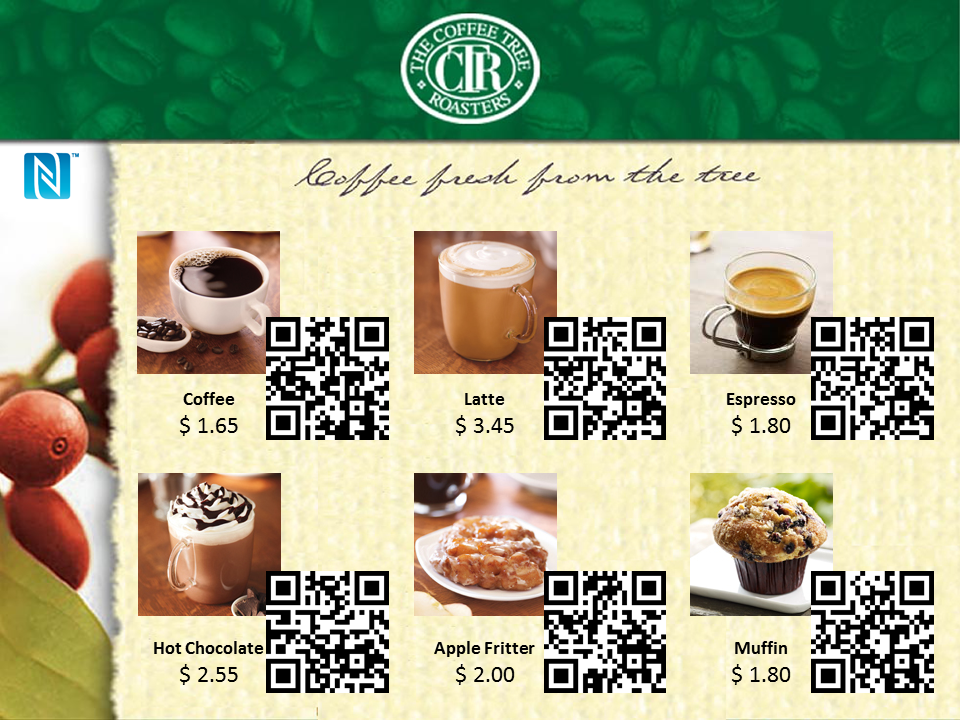 THE COFFEE TREE
CTR
ROASTERS
N™
Coffee fresh from the tree
Coffee
$ 1.65
Latte
$ 3.45
Espresso
$ 1.80
Hot Chocolate
$ 2.55
Apple Fritter
$ 2.00
Muffin
$ 1.80